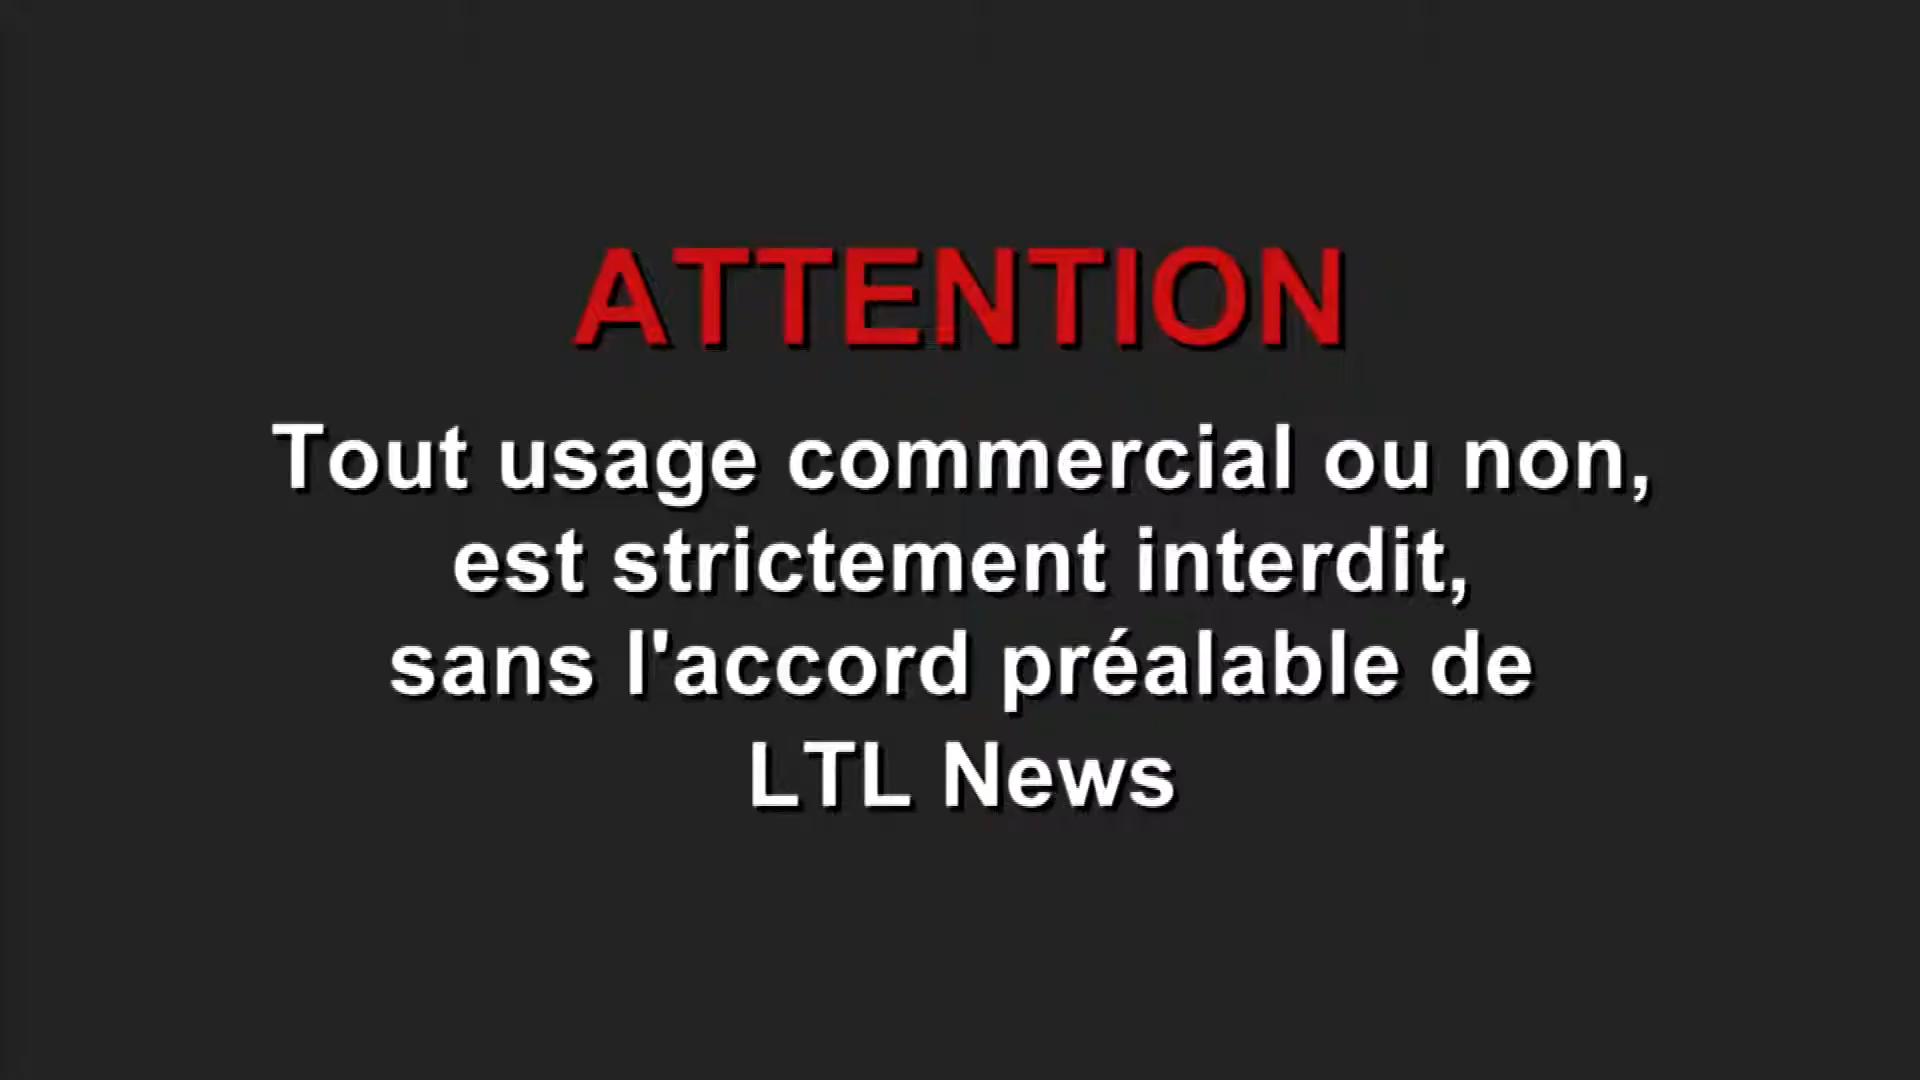 ATTENTION
Tout usage commercial ou non,
est strictement interdit,
sans l'accord préalable de
LTL News